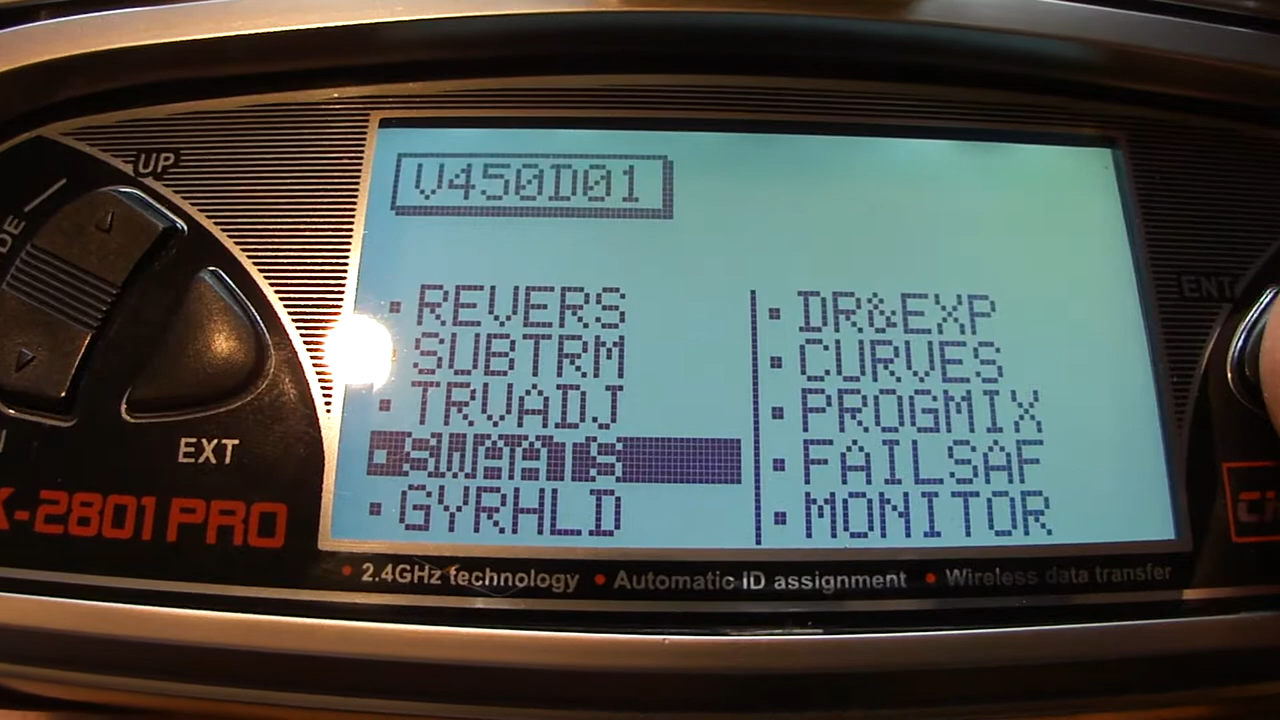 UP
DE
EXT
K-2801 PRO
V450D01
REVERS
SUBTRM
TRVADJ
GYRHLD
DR&EXP
CURVES
PROGMIX
FAILSAF
MONITOR
ENT
• 2.4GHz technology • Automatic ID assignment • Wireless data transfer